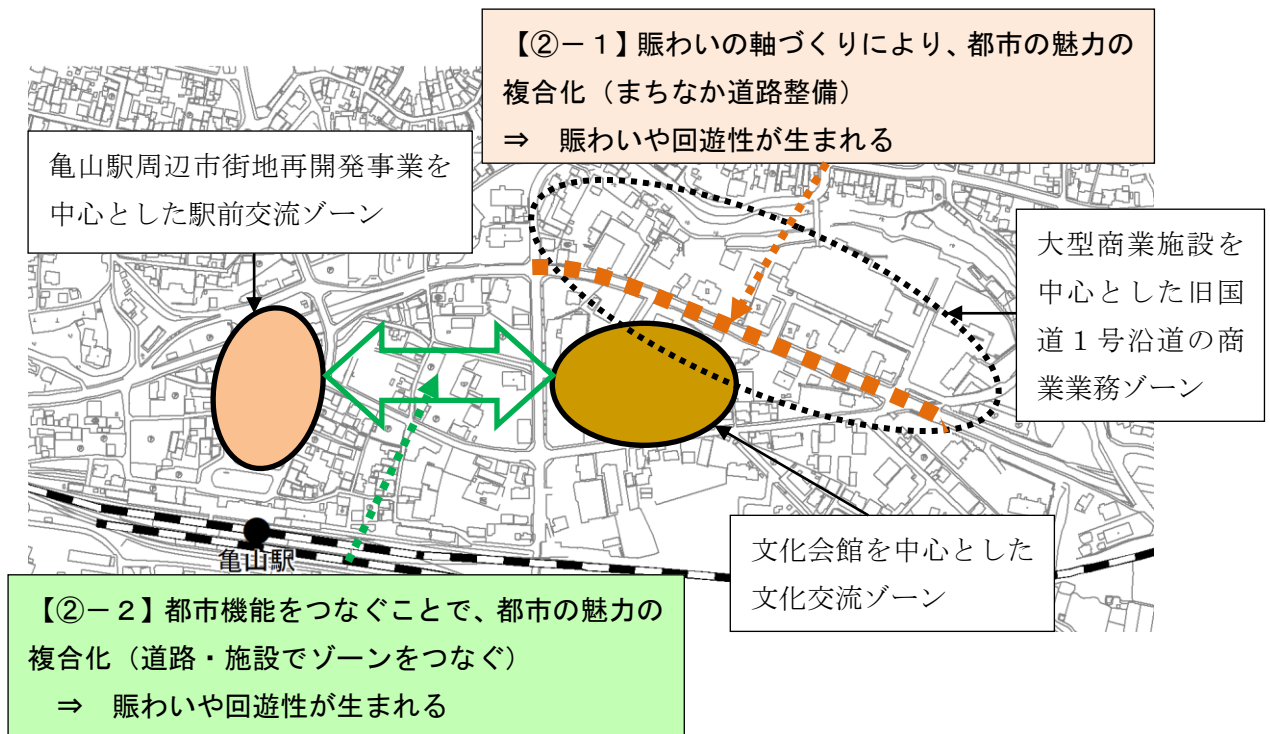 【②－１】賑わいの軸づくりにより、都市の魅力の
複合化（まちなか道路整備）
⇒　賑わいや回遊性が生まれる
亀山駅周辺市街地再開発事業を
中心とした駅前交流ゾーン
大型商業施設を
中心とした旧国
道１号沿道の商
業業務ゾーン
亀山駅
文化会館を中心とした
文化交流ゾーン
【②－２】都市機能をつなぐことで、都市の魅力の
複合化（道路・施設でゾーンをつなぐ）
⇒　賑わいや回遊性が生まれる